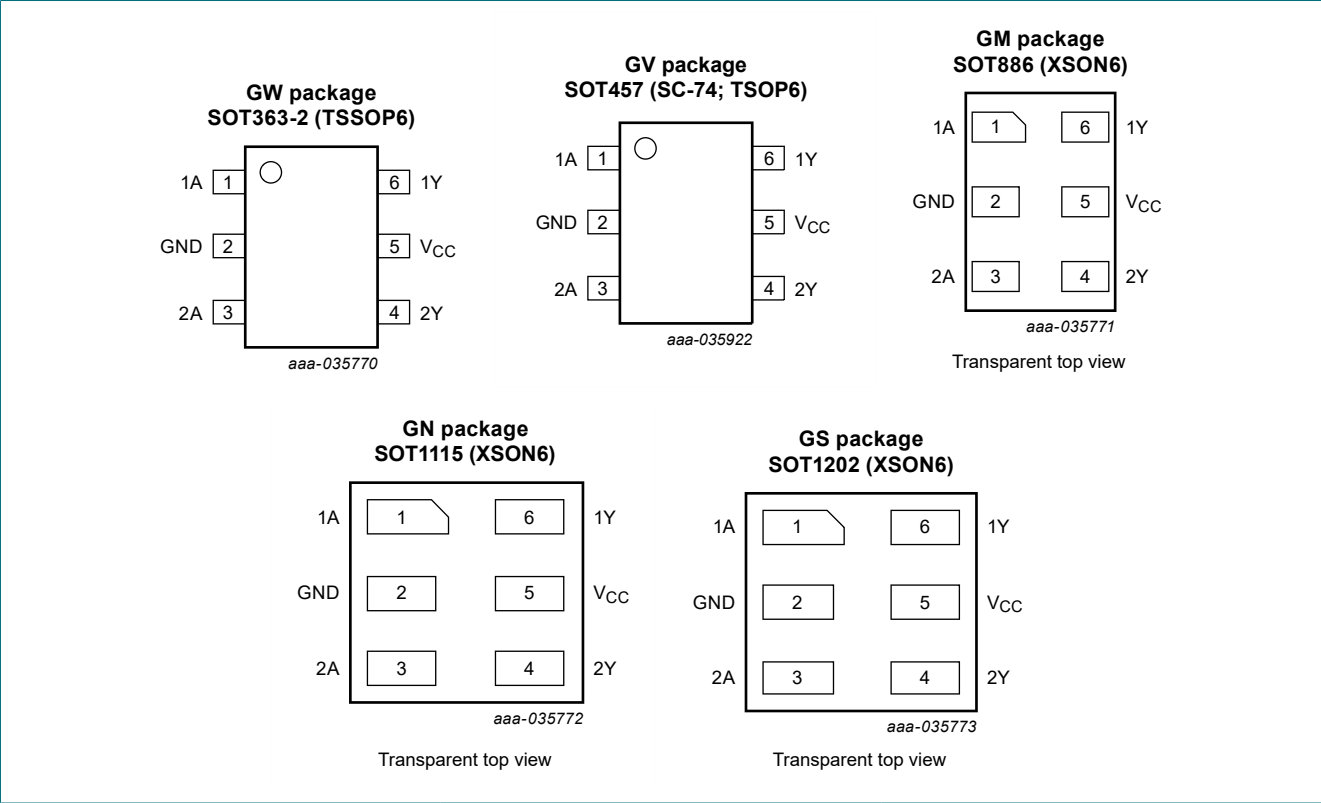 GW package
SOT363-2 (TSSOP6)
1A 1 6 1Y
GND 2 5 VCC
2A 3 4 2Y
aaa-035770
GV package
SOT457 (SC-74; TSOP6)
1A 1 6 1Y
GND 2 5 VCC
2A 3 4 2Y
aaa-035922
GM package
SOT886 (XSON6)
1A 1 6 1Y
GND 2 5 VCC
2A 3 4 2Y
aaa-035771
Transparent top view
GN package
SOT1115 (XSON6)
1A 1 6 1Y
GND 2 5 VCC
2A 3 4 2Y
aaa-035772
Transparent top view
GS package
SOT1202 (XSON6)
1A 1 6 1Y
GND 2 5 VCC
2A 3 4 2Y
aaa-035773
Transparent top view